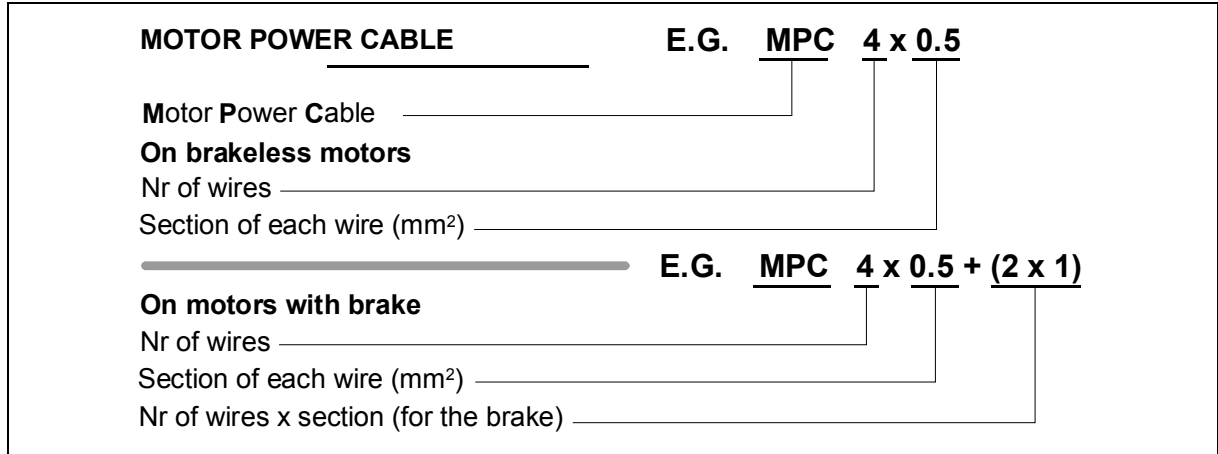 MOTOR POWER CABLE E.G. MPC 4 x 0.5
Motor Power Cable
On brakeless motors
Nr of wires
Section of each wire (mm²)
E.G. MPC 4 x 0.5 + (2 x 1)
On motors with brake
Nr of wires
Section of each wire (mm²)
Nr of wires x section (for the brake)